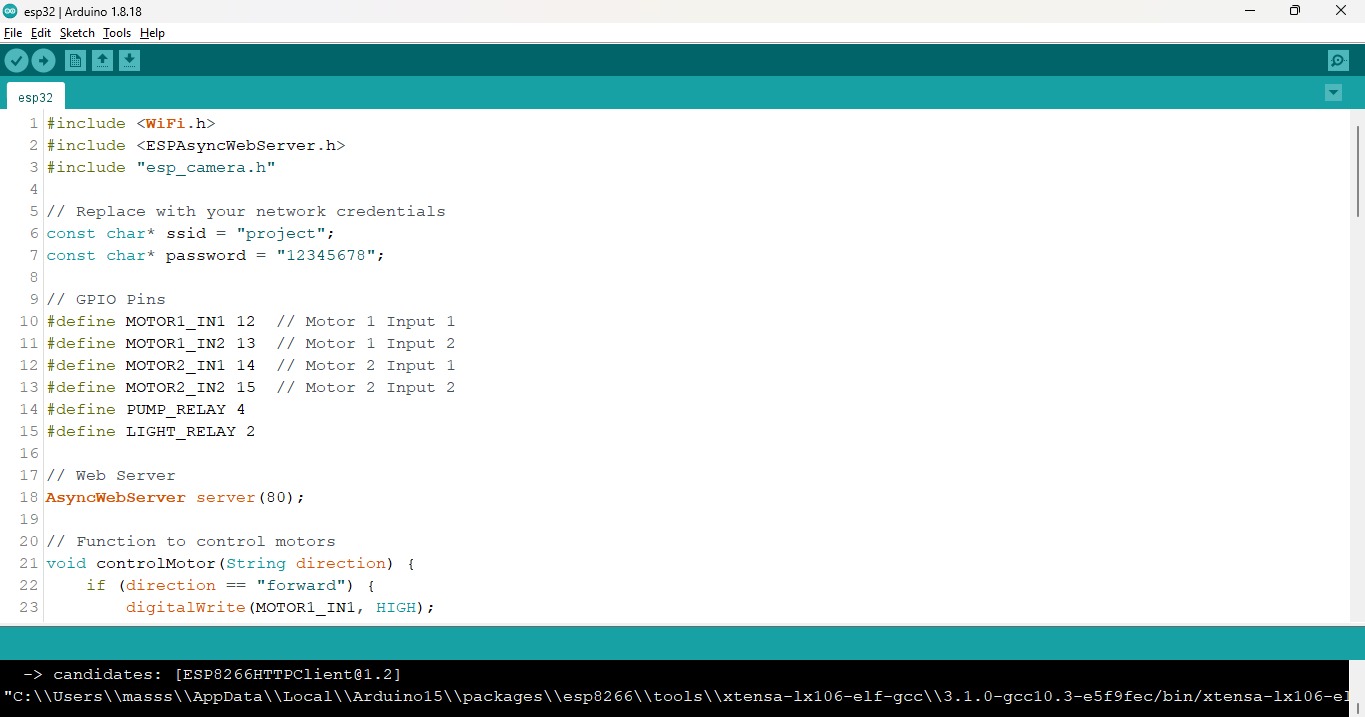 esp32 | Arduino 1.8.18
File Edit Sketch Tools Help
esp32
1 #include <WiFi.h>
2 #include <ESPAsyncWebServer.h>
3 #include "esp_camera.h"
4
5 // Replace with your network credentials
6 const char* ssid = "project";
7 const char* password = "12345678";
8
9 // GPIO Pins
10 #define MOTOR1_IN1 12  // Motor 1 Input 1
11 #define MOTOR1_IN2 13  // Motor 1 Input 2
12 #define MOTOR2_IN1 14  // Motor 2 Input 1
13 #define MOTOR2_IN2 15  // Motor 2 Input 2
14 #define PUMP_RELAY 4
15 #define LIGHT_RELAY 2
16
17 // Web Server
18 AsyncWebServer server(80);
19
20 // Function to control motors
21 void controlMotor(String direction) {
22     if (direction == "forward") {
23         digitalWrite(MOTOR1_IN1, HIGH);
-> candidates: [ESP8266HTTPClient@1.2]
"C:\\Users\\masss\\AppData\\Local\\Arduino15\\packages\\esp8266\\tools\\xtensa-lx106-elf-gcc\\3.1.0-gcc10.3-e5f9fec/bin/xtensa-lx106-el